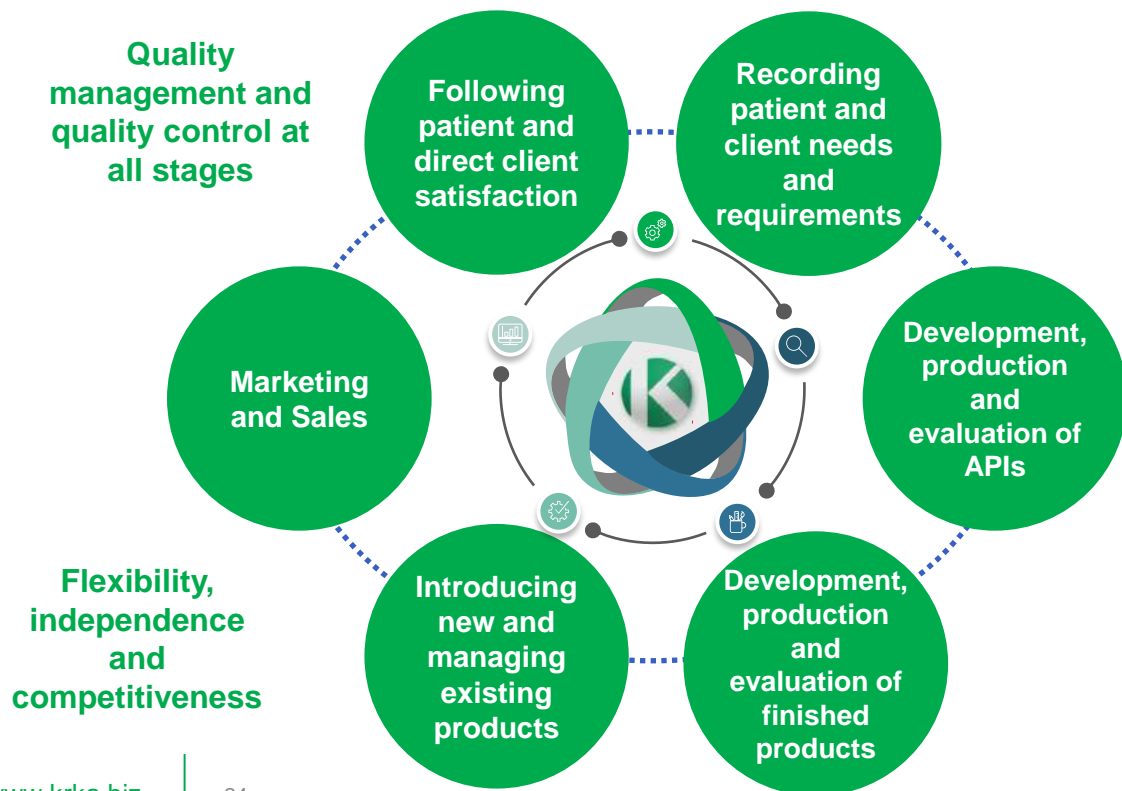 Quality
management and
quality control at
all stages
Following
patient and
direct client
satisfaction
Recording
patient and
client needs
and
requirements
Development,
production
and
evaluation of
APIs
Marketing
and Sales
K
Flexibility,
independence
and
competitiveness
Introducing
new and
managing
existing
products
Development,
production
and
evaluation of
finished
products